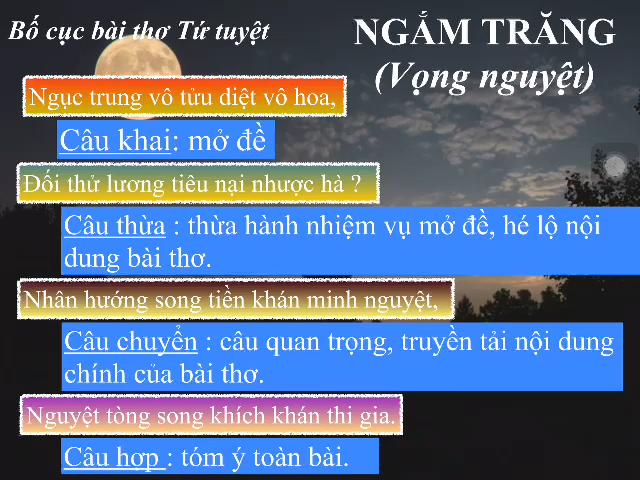 Bố cục bài thơ Tứ tuyệt
NGẮM TRĂNG
(Vọng nguyệt)
Ngục trung vô tửu diệt vô hoa,
Câu khai: mở đề
Đối thử lương tiêu nại nhược hà ?
Câu thừa : thừa hành nhiệm vụ mở đề, hé lộ nội
dung bài thơ.
Nhân hướng song tiền khán minh nguyệt,
Câu chuyển : câu quan trọng, truyền tải nội dung
chính của bài thơ.
Nguyệt tòng song khích khán thi gia.
Câu hợp : tóm ý toàn bài.